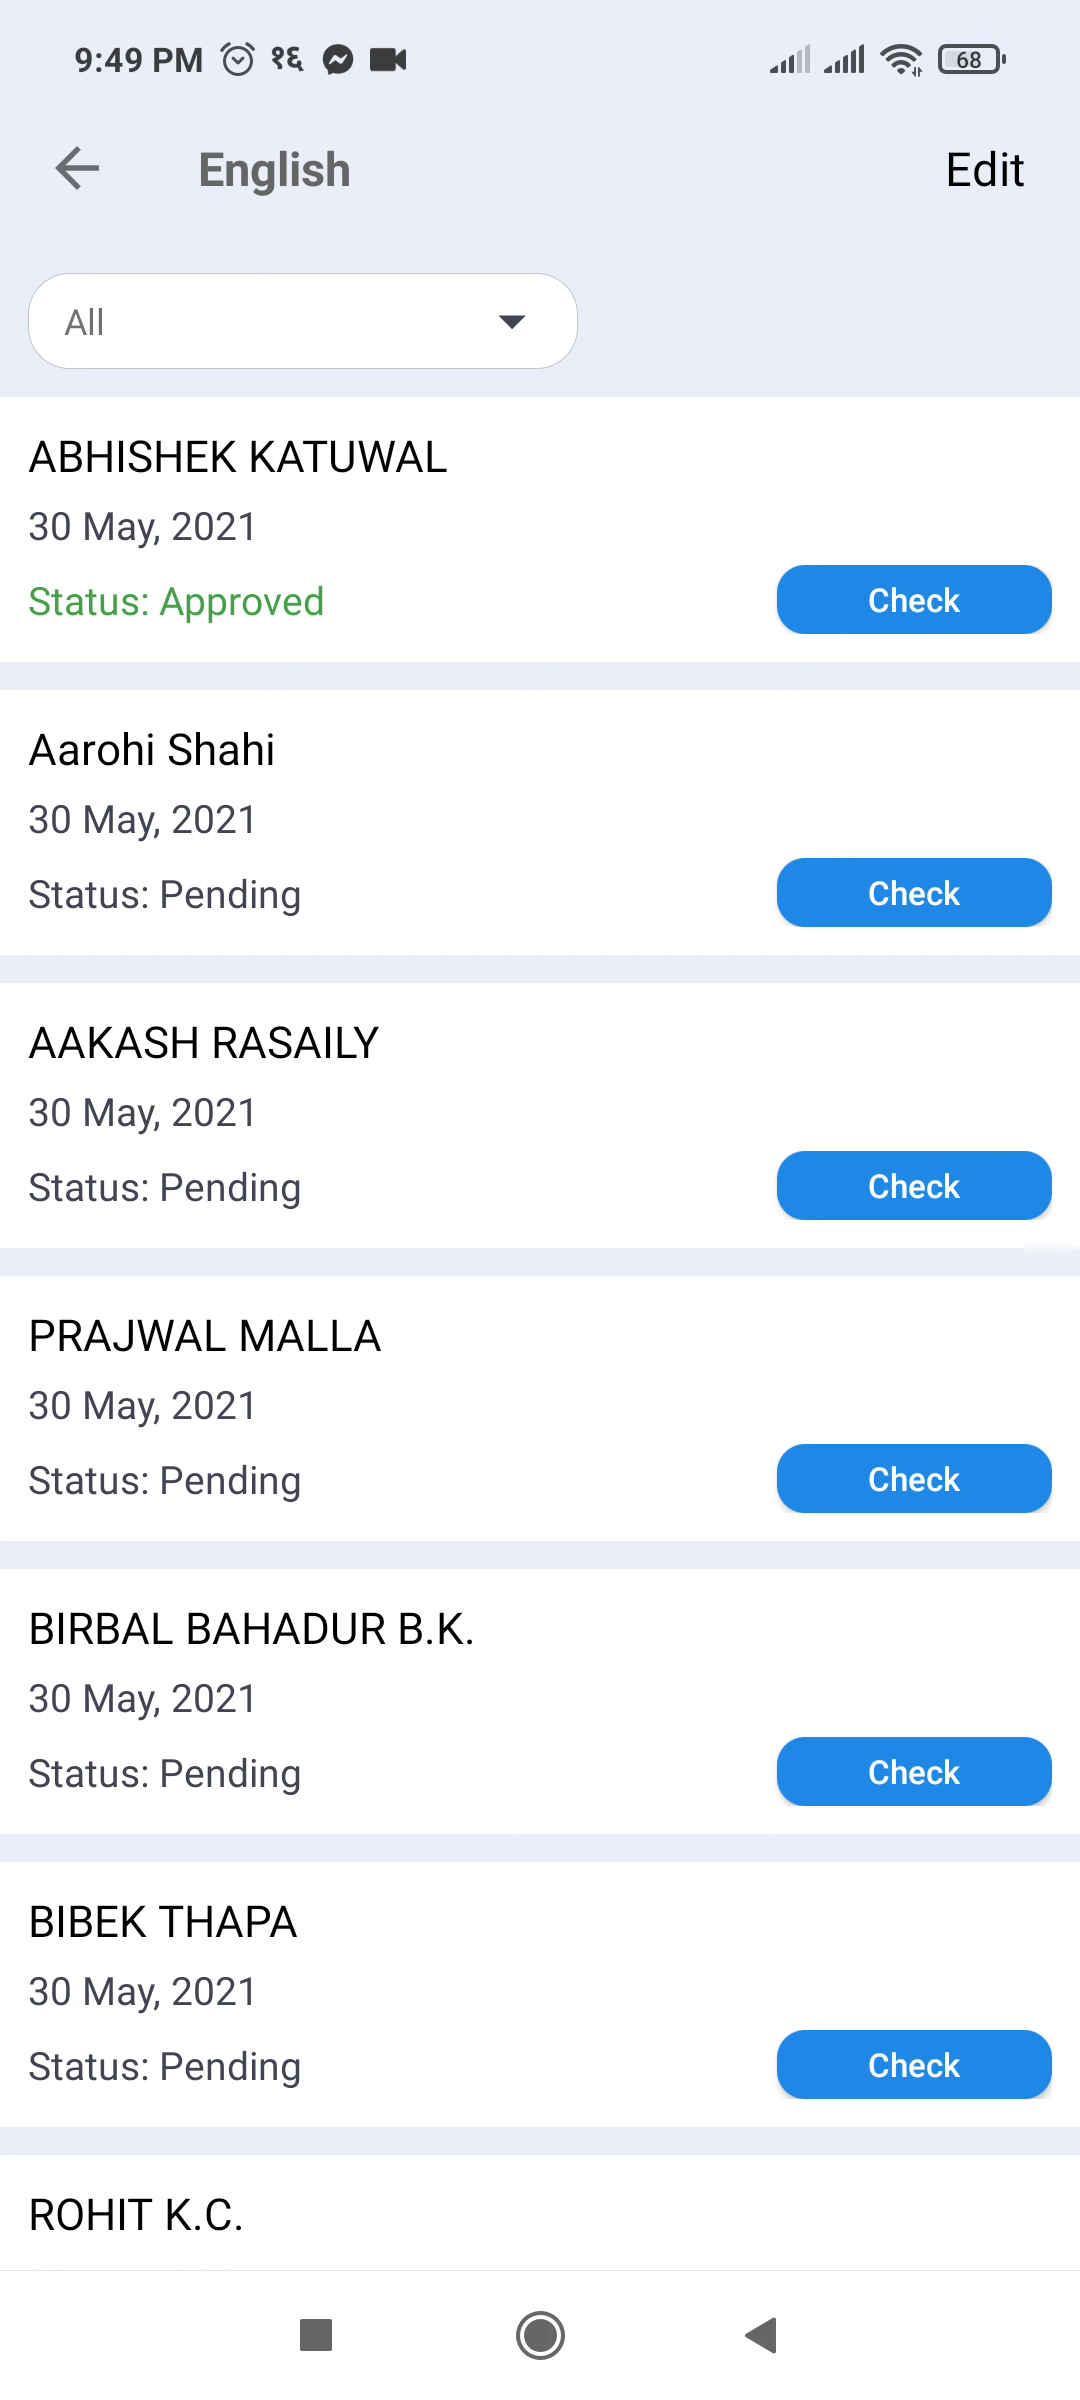 9:49 PM १६ 68
English Edit
All
ABHISHEK KATUWAL
30 May, 2021
Status: Approved Check
Aarohi Shahi
30 May, 2021
Status: Pending Check
AAKASH RASAILY
30 May, 2021
Status: Pending Check
PRAJWAL MALLA
30 May, 2021
Status: Pending Check
BIRBAL BAHADUR B.K.
30 May, 2021
Status: Pending Check
BIBEK THAPA
30 May, 2021
Status: Pending Check
ROHIT K.C.